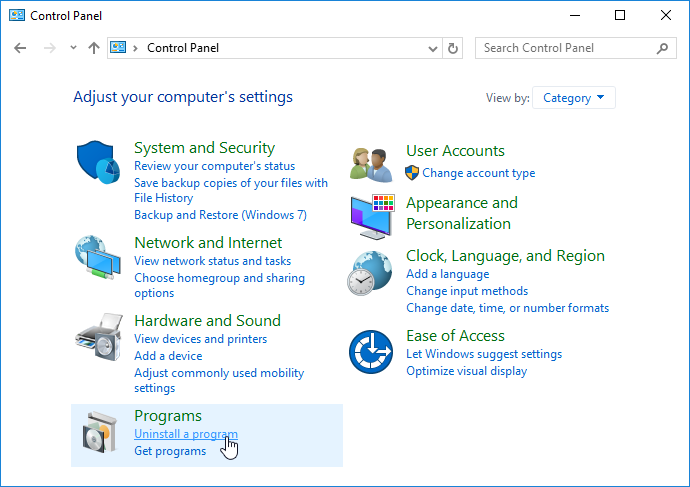 Control Panel
Control Panel
Search Control Panel
Adjust your computer's settings
View by:
Category
System and Security
Review your computer's status
Save backup copies of your files with
File History
Backup and Restore (Windows 7)
Network and Internet
View network status and tasks
Choose homegroup and sharing
options
Hardware and Sound
View devices and printers
Add a device
Adjust commonly used mobility
settings
Programs
Uninstall a program
Get programs
User Accounts
Change account type
Appearance and
Personalization
Clock, Language, and Region
Add a language
Change input methods
Change date, time, or number formats
Ease of Access
Let Windows suggest settings
Optimize visual display